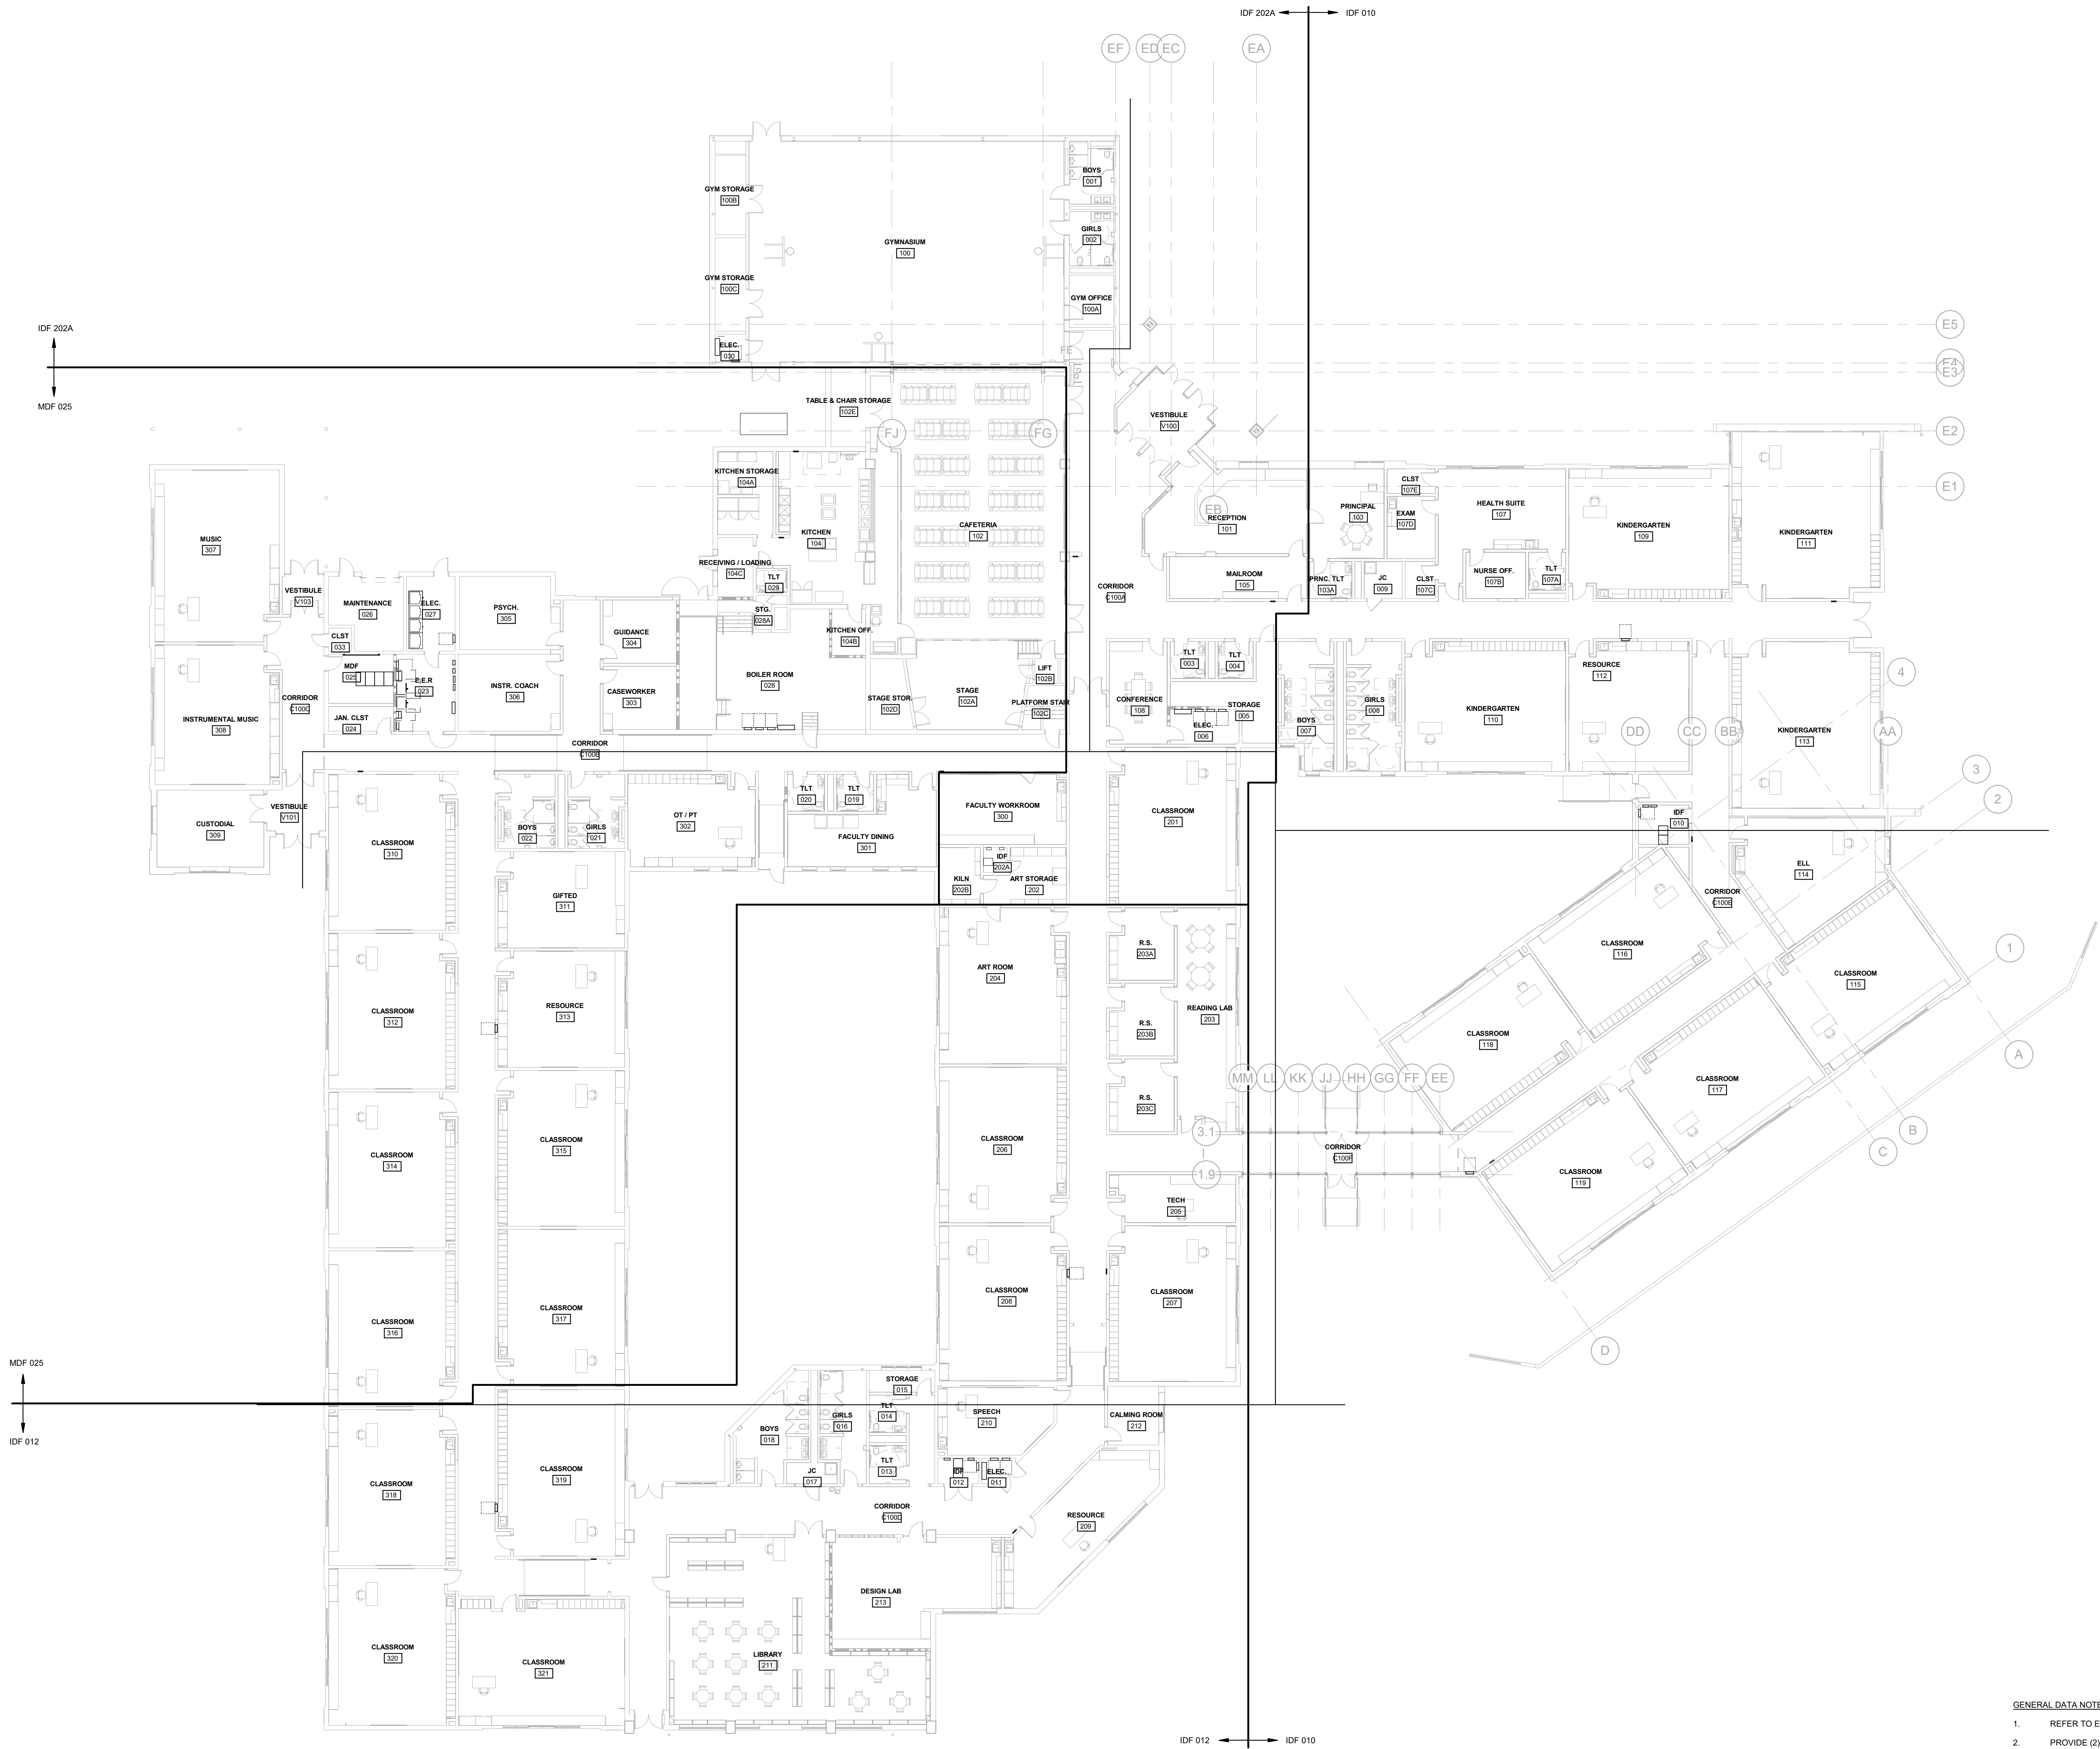 IDF 202A
IDF 010
EF
ED
EC
EA
BOYS
001
GYM STORAGE
100B
GIRLS
002
GYMNASIUM
100
GYM STORAGE
100C
GYM OFFICE
100A
IDF 202A
E5
ELEC.
030
FE
E4
E3
MDF 025
TABLE & CHAIR STORAGE
102E
VESTIBULE
V100
FJ
FG
E2
KITCHEN STORAGE
104A
CLST
107E
E1
PRINCIPAL
103
HEALTH SUITE
107
EB
RECEPTION
101
EXAM
107D
KITCHEN
104
CAFETERIA
102
KINDERGARTEN
109
KINDERGARTEN
111
MUSIC
307
RECEIVING / LOADING
104C
TLT
029
MAILROOM
105
PRNC. TLT
103A
JC
009
CLST
107C
NURSE OFF.
107B
TLT
107A
CORRIDOR
C100A
VESTIBULE
V103
MAINTENANCE
026
ELEC.
027
PSYCH.
305
STG.
028A
GUIDANCE
304
KITCHEN OFF.
104B
CLST
033
MDF
025
E.E.R
023
TLT
003
TLT
004
RESOURCE
112
4
LIFT
102B
BOILER ROOM
028
INSTR. COACH
306
CASEWORKER
303
STAGE STOR.
102D
STAGE
102A
PLATFORM STAIR
102C
CORRIDOR
C100C
CONFERENCE
108
STORAGE
005
GIRLS
008
KINDERGARTEN
110
INSTRUMENTAL MUSIC
308
JAN. CLST
024
ELEC.
006
BOYS
007
DD
CC
BB
KINDERGARTEN
113
AA
CORRIDOR
C100B
3
TLT
020
TLT
019
2
VESTIBULE
V101
CUSTODIAL
309
FACULTY WORKROOM
300
CLASSROOM
201
IDF
010
BOYS
022
GIRLS
021
OT / PT
302
FACULTY DINING
301
CLASSROOM
310
IDF
202A
KILN
202B
ART STORAGE
202
ELL
114
GIFTED
311
CORRIDOR
C100E
R.S.
203A
CLASSROOM
116
1
ART ROOM
204
CLASSROOM
115
CLASSROOM
312
RESOURCE
313
READING LAB
203
R.S.
203B
CLASSROOM
118
A
MM
LL
KK
JJ
HH
GG
FF
EE
CLASSROOM
117
R.S.
203C
3.1
B
CLASSROOM
314
CLASSROOM
315
CLASSROOM
206
CORRIDOR
C100F
C
1.9
CLASSROOM
119
TECH
205
CLASSROOM
208
CLASSROOM
207
CLASSROOM
316
CLASSROOM
317
D
MDF 025
STORAGE
015
TLT
014
GIRLS
016
SPEECH
210
CALMING ROOM
212
BOYS
018
IDF 012
TLT
013
JC
017
IDF
012
ELEC.
011
CLASSROOM
318
CLASSROOM
319
CORRIDOR
C100D
RESOURCE
209
DESIGN LAB
213
CLASSROOM
320
LIBRARY
211
CLASSROOM
321
GENERAL DATA NOTE
1. REFER TO E
2. PROVIDE (2)
IDF 012
IDF 010